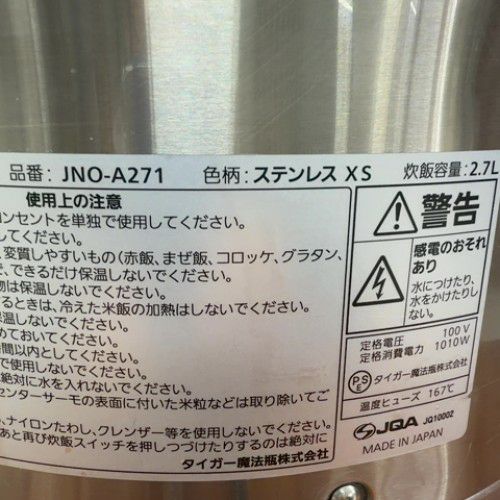 品番: JNO-A271 色柄: ステンレス XS 炊飯容量: 2.7L
使用上の注意
コンセントを単独で使用してください。
してください。
変質しやすいもの(赤飯、まぜ飯、コロッケ、グラタン、
で、できるだけ保温しないでください。
物は保温しないでください。
するときは、冷えた米飯の加熱はしないでください。
保温しないでください。
めておいてください。
時間以内としてください。
で使用しないでください。
絶対に水を入れないでください。
センターサーモの表面に付いた米粒などは取り除いてご
、ナイロンたわし、クレンザー等を使用しないでください。
あと再び炊飯スイッチを押しつづけたりするのは絶対に
タイガー魔法瓶株式会社
警告
感電のおそれ
あり
水につけたり、
水をかけたりし
ない。
定格電圧 100V
定格消費電力 1010W
PSE タイガー魔法瓶株式会社
温度ヒューズ 167℃
JQA JQ10002
MADE IN JAPAN